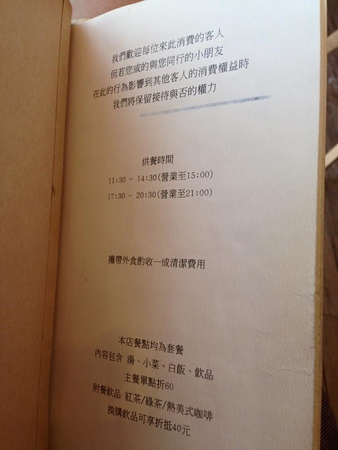 我們歡迎每位來此消費的客人
但若您或的與您同行的小朋友
在此的行為影響到其他客人的消費權益時
我們將保留接待與否的權力
供餐時間
11:30 - 14:30(營業至15:00)
17:30 - 20:30(營業至21:00)
攜帶外食酌收一成清潔費用
本店餐點均為套餐
內容包含 湯、小菜、白飯、飲品
主餐單點折60
附餐飲品 紅茶/綠茶/熱美式咖啡
換購飲品可享折抵40元